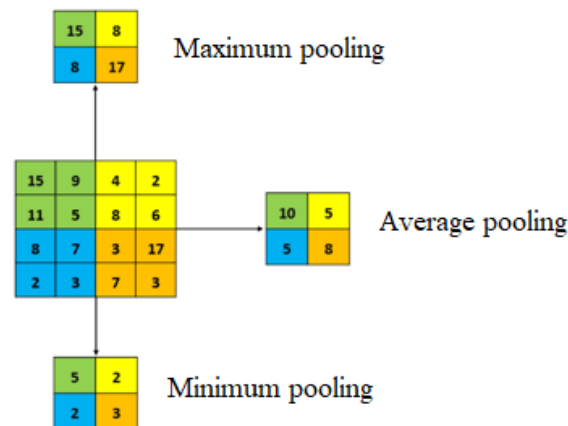 15 8
8 17
Maximum pooling
15 9 4 2
11 5 8 6
8 7 3 17
2 3 7 3
10 5
5 8
Average pooling
5 2
2 3
Minimum pooling